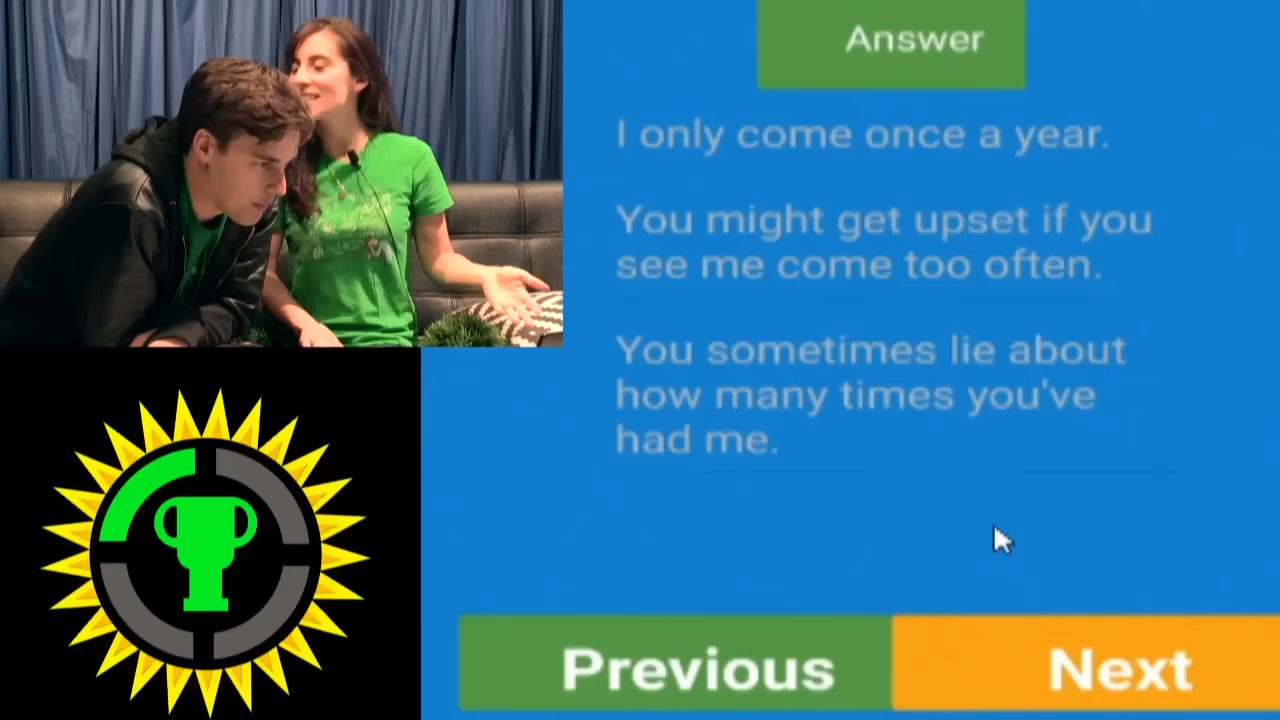 Answer
I only come once a year.
You might get upset if you
see me come too often.
You sometimes lie about
how many times you've
had me.
Previous
Next